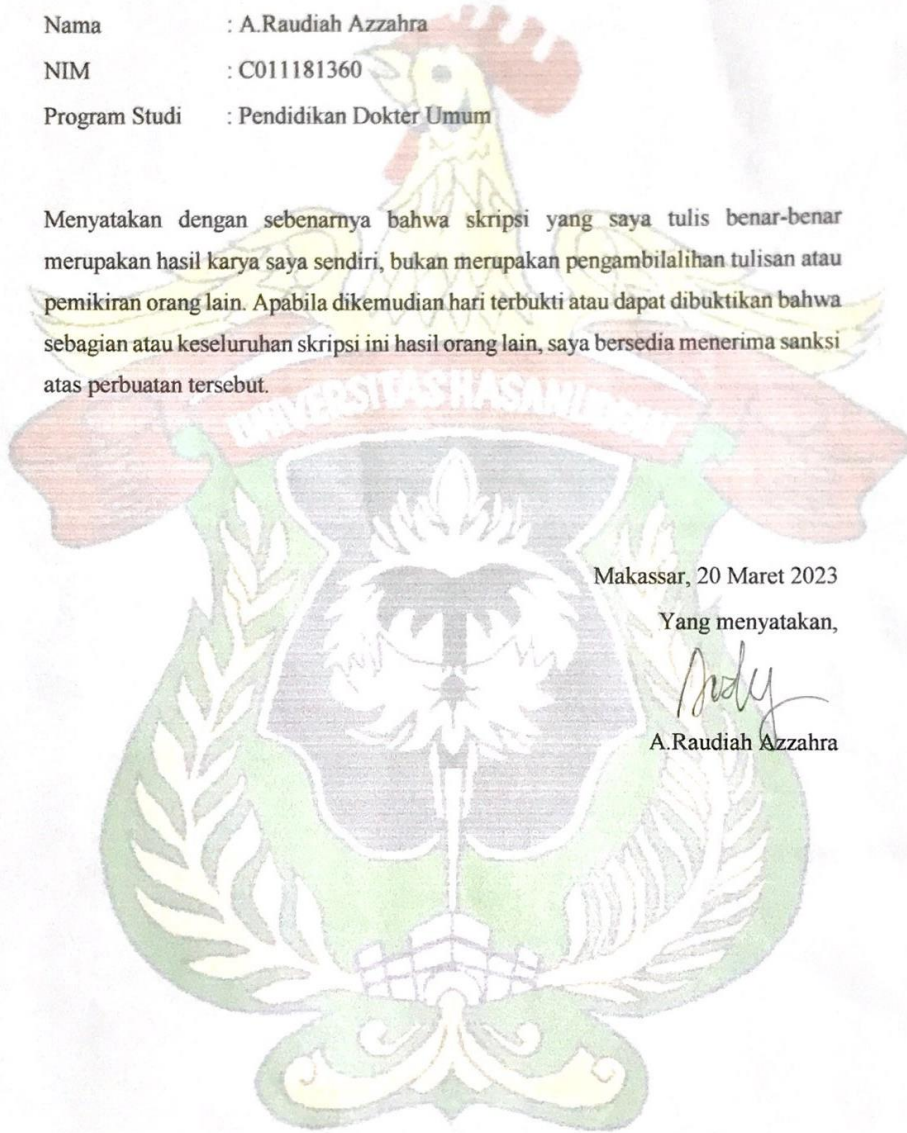 Nama : A.Raudiah Azzahra
NIM : C011181360
Program Studi : Pendidikan Dokter Umum
Menyatakan dengan sebenarnya bahwa skripsi yang saya tulis benar-benar
merupakan hasil karya saya sendiri, bukan merupakan pengambilalihan tulisan atau
pemikiran orang lain. Apabila dikemudian hari terbukti atau dapat dibuktikan bahwa
sebagian atau keseluruhan skripsi ini hasil orang lain, saya bersedia menerima sanksi
atas perbuatan tersebut.
UNIVERSITAS HASANUDDIN
Makassar, 20 Maret 2023
Yang menyatakan,
A.Raudiah Azzahra